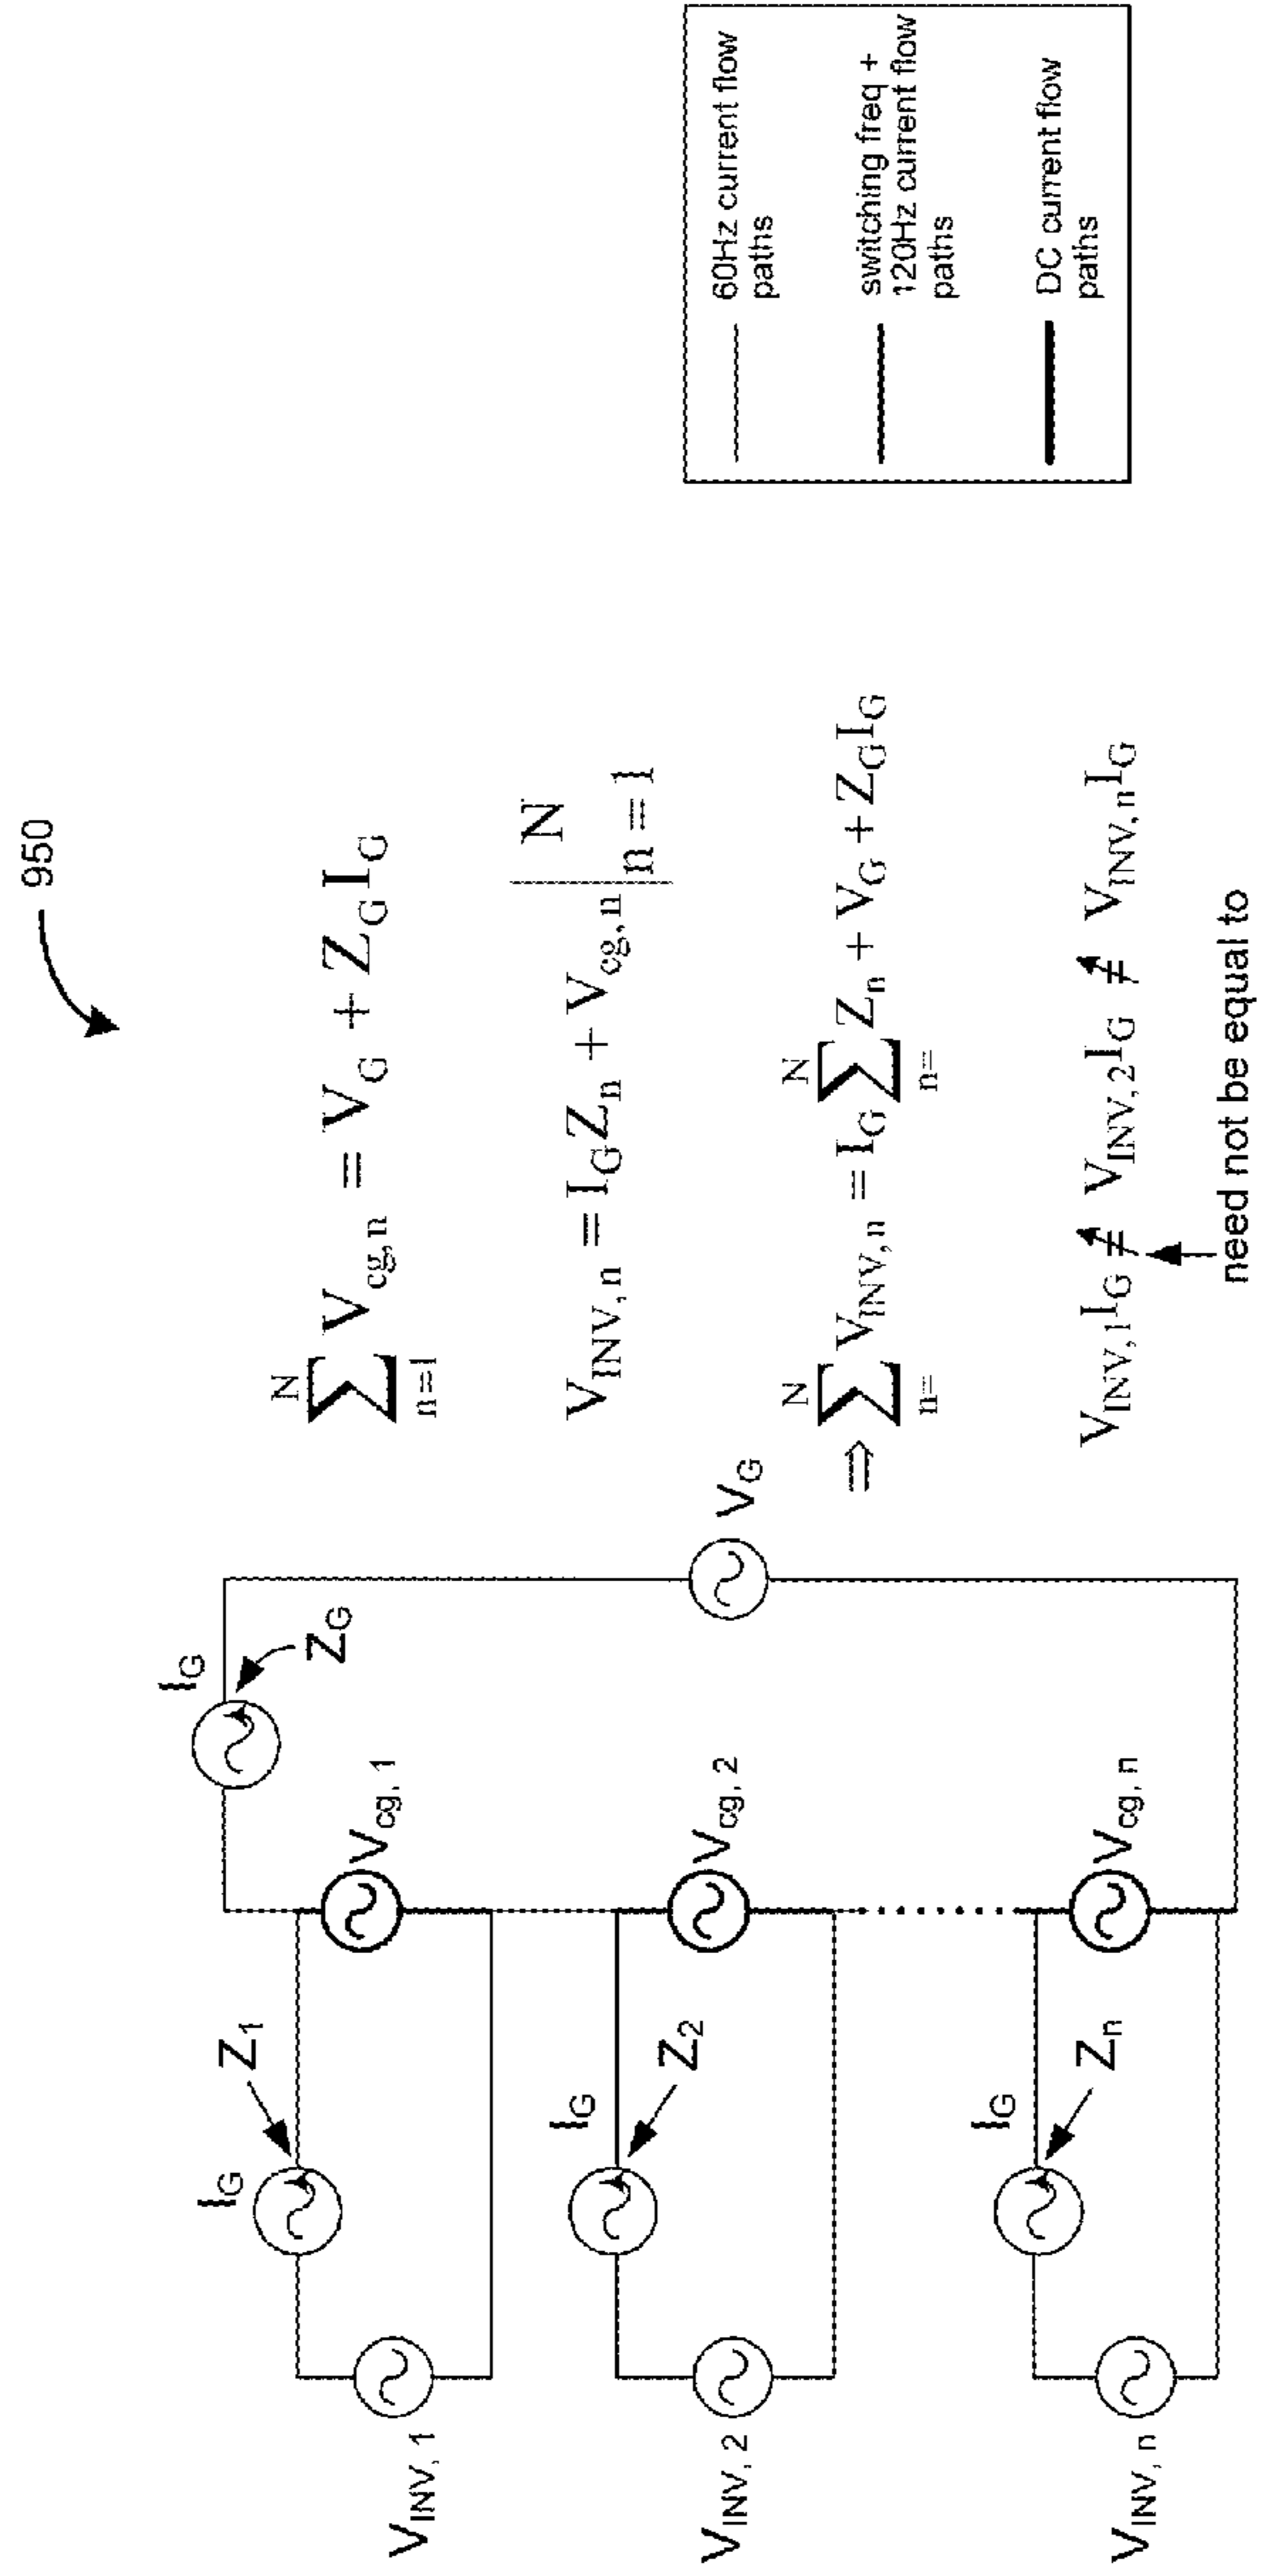 950
I_G
Z_G
I_G
Z_1
V_INV, 1
V_cg, 1
I_G
Z_2
V_INV, 2
V_cg, 2
V_G
I_G
Z_n
V_INV, n
V_cg, n
N
∑ V_cg,n = V_G + Z_G I_G
n=1
V_INV, n = I_G Z_n + V_cg, n | N
n = 1
N N
⇒ ∑ V_INV, n = I_G ∑ Z_n + V_G + Z_G I_G
n= n=
V_INV, 1 I_G ≠ V_INV, 2 I_G ≠ V_INV, n I_G
need not be equal to
60Hz current flow
paths
switching freq +
120Hz current flow
paths
DC current flow
paths